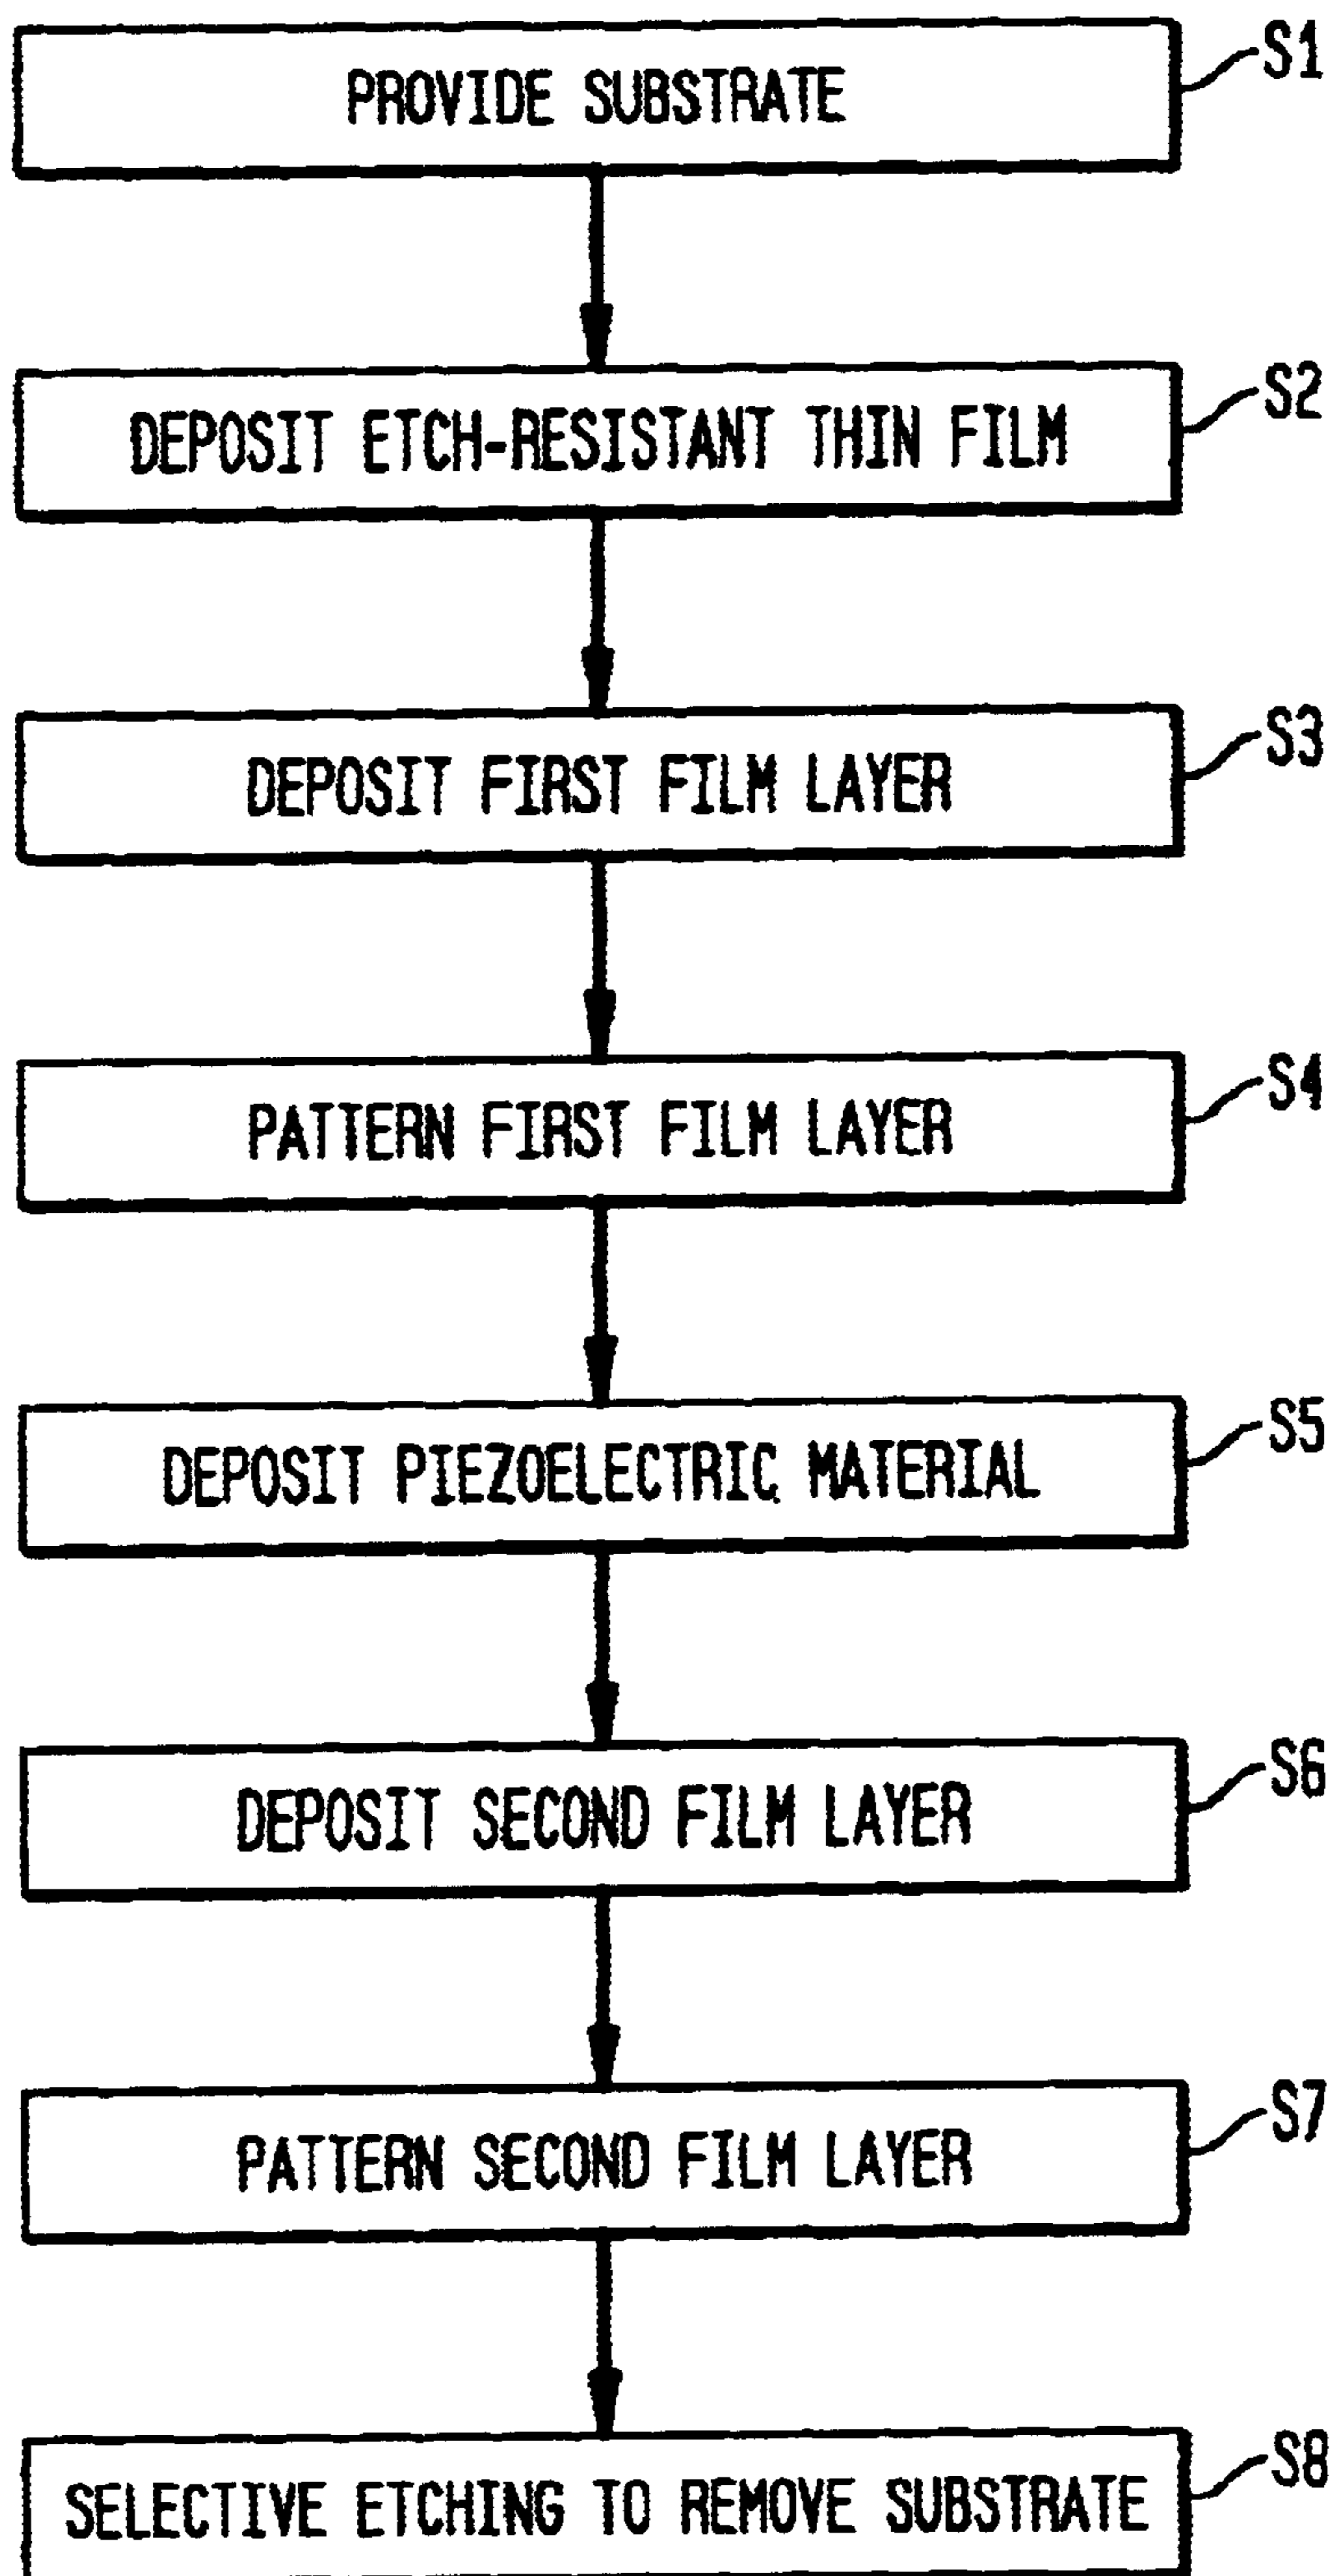 PROVIDE SUBSTRATE
S1
DEPOSIT ETCH-RESISTANT THIN FILM
S2
DEPOSIT FIRST FILM LAYER
S3
PATTERN FIRST FILM LAYER
S4
DEPOSIT PIEZOELECTRIC MATERIAL
S5
DEPOSIT SECOND FILM LAYER
S6
PATTERN SECOND FILM LAYER
S7
SELECTIVE ETCHING TO REMOVE SUBSTRATE
S8